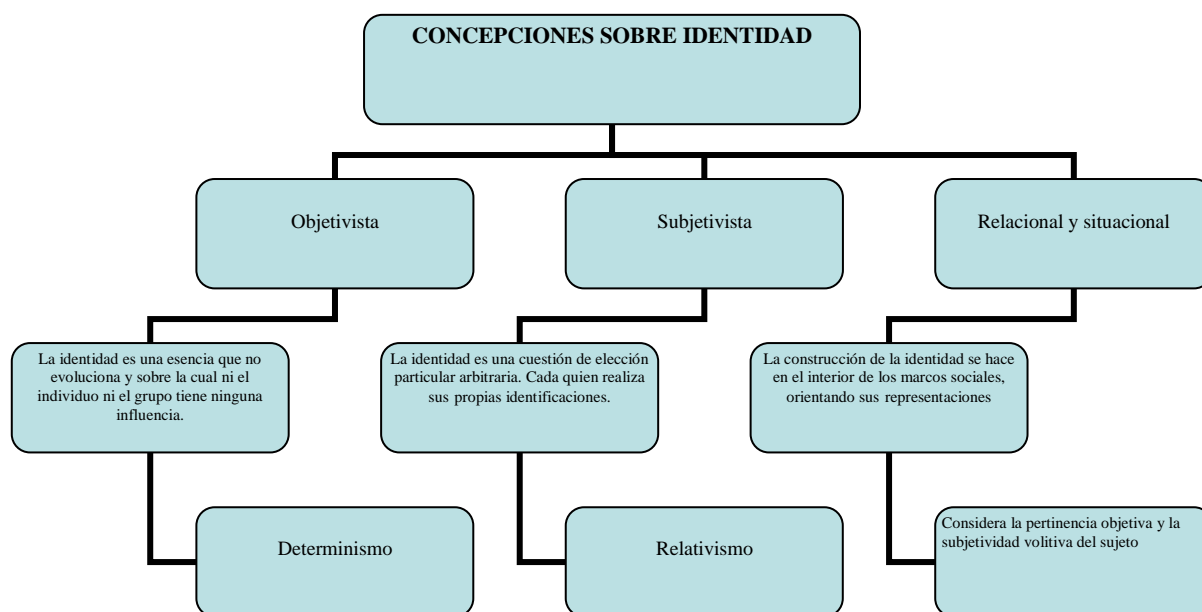 CONCEPCIONES SOBRE IDENTIDAD
Objetivista
Subjetivista
Relacional y situacional
La identidad es una esencia que no
evoluciona y sobre la cual ni el
individuo ni el grupo tiene ninguna
influencia.
La identidad es una cuestión de elección
particular arbitraria. Cada quien realiza
sus propias identificaciones.
La construcción de la identidad se hace
en el interior de los marcos sociales,
orientando sus representaciones
Determinismo
Relativismo
Considera la pertinencia objetiva y la
subjetividad volitiva del sujeto